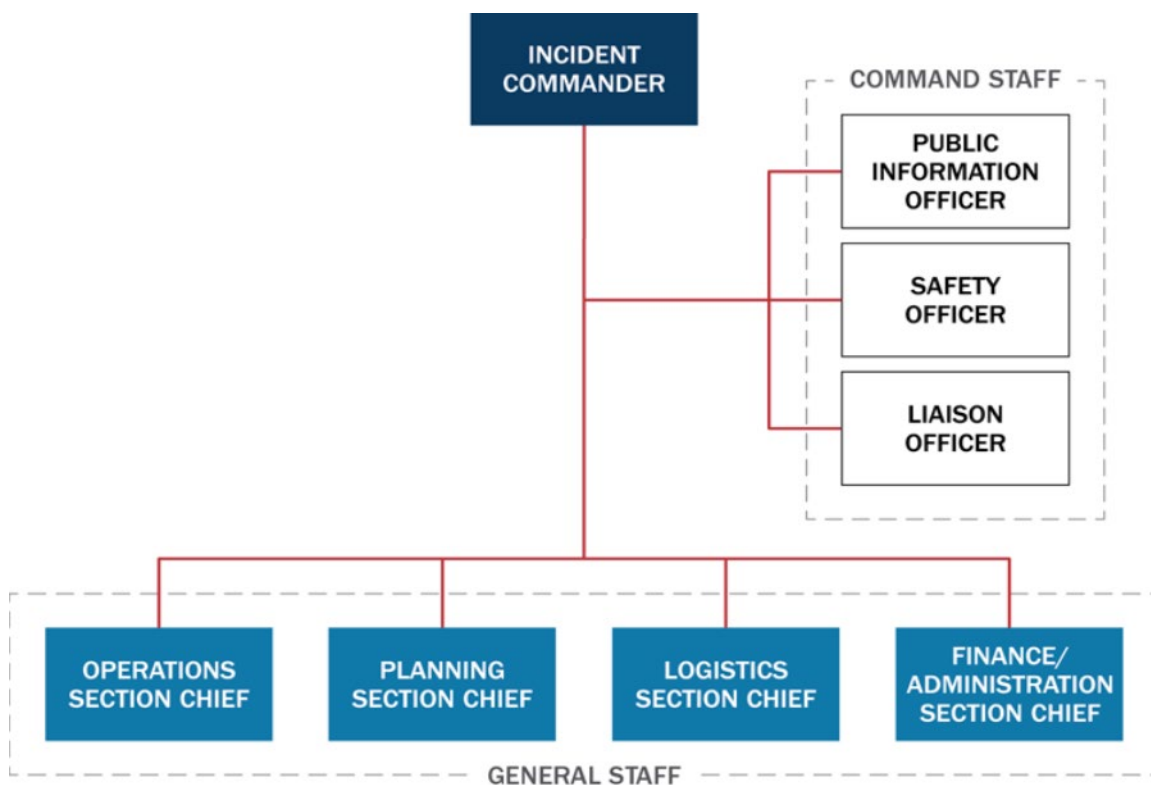 INCIDENT
COMMANDER
COMMAND STAFF
PUBLIC
INFORMATION
OFFICER
SAFETY
OFFICER
LIAISON
OFFICER
OPERATIONS
SECTION CHIEF
PLANNING
SECTION CHIEF
LOGISTICS
SECTION CHIEF
FINANCE/
ADMINISTRATION
SECTION CHIEF
GENERAL STAFF